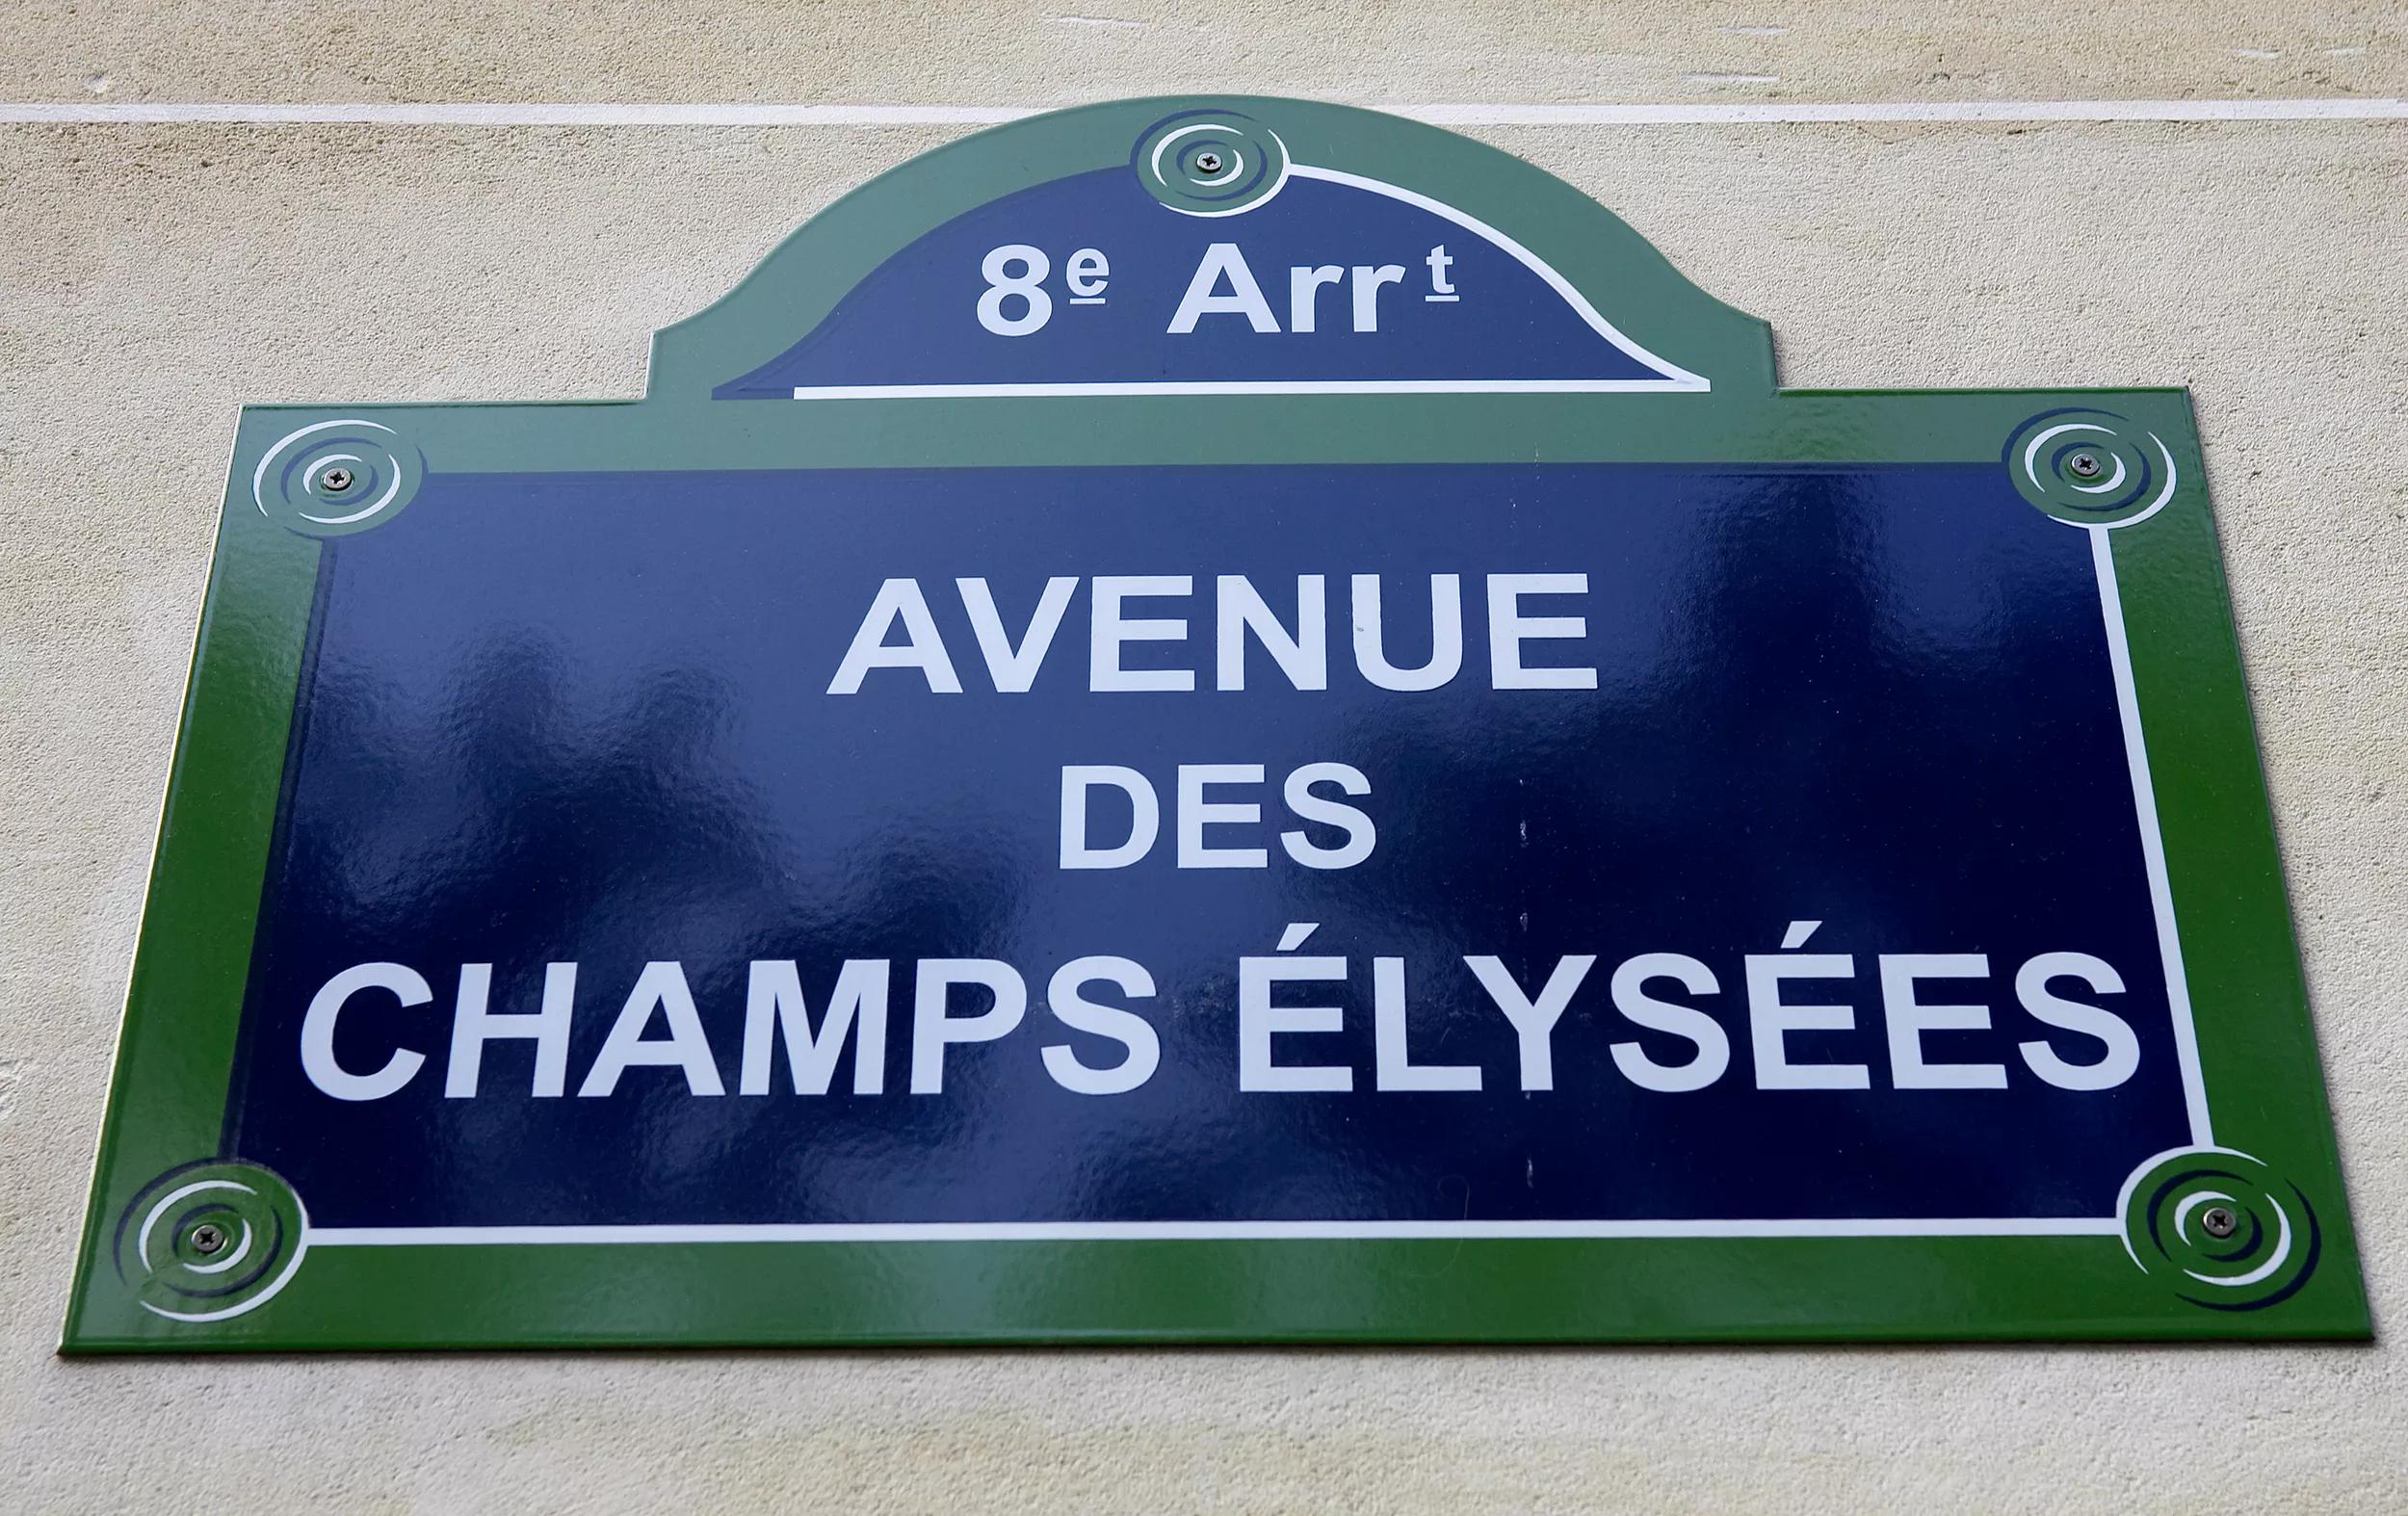 8e Arrt
AVENUE
DES
CHAMPS ÉLYSÉES